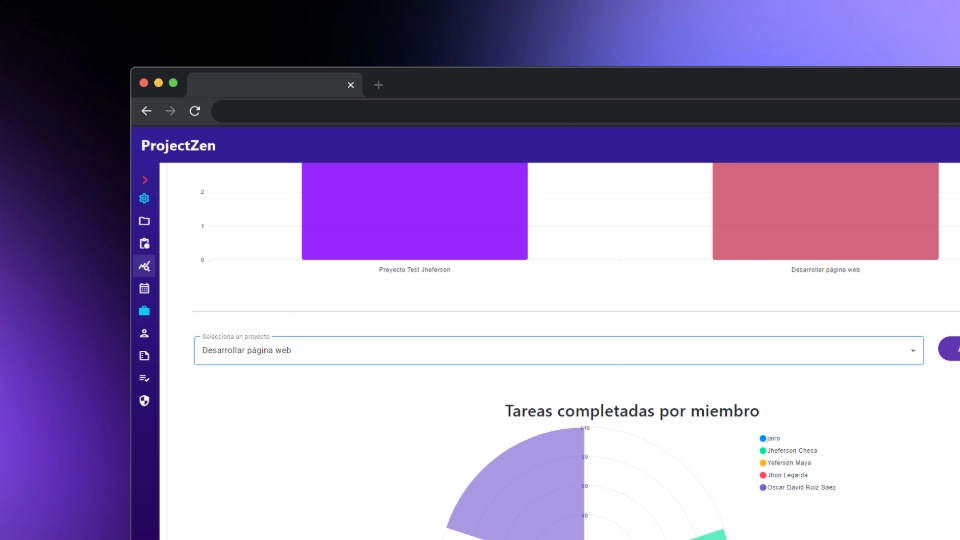 ProjectZen
2
1
0
Proyecto Test Jheferson
Desarrollar página web
Selecciona un proyecto
Desarrollar página web
Tareas completadas por miembro
jairo
Jheferson Checa
Yeferson Maya
Jhon Legarda
Oscar David Ruiz Saez